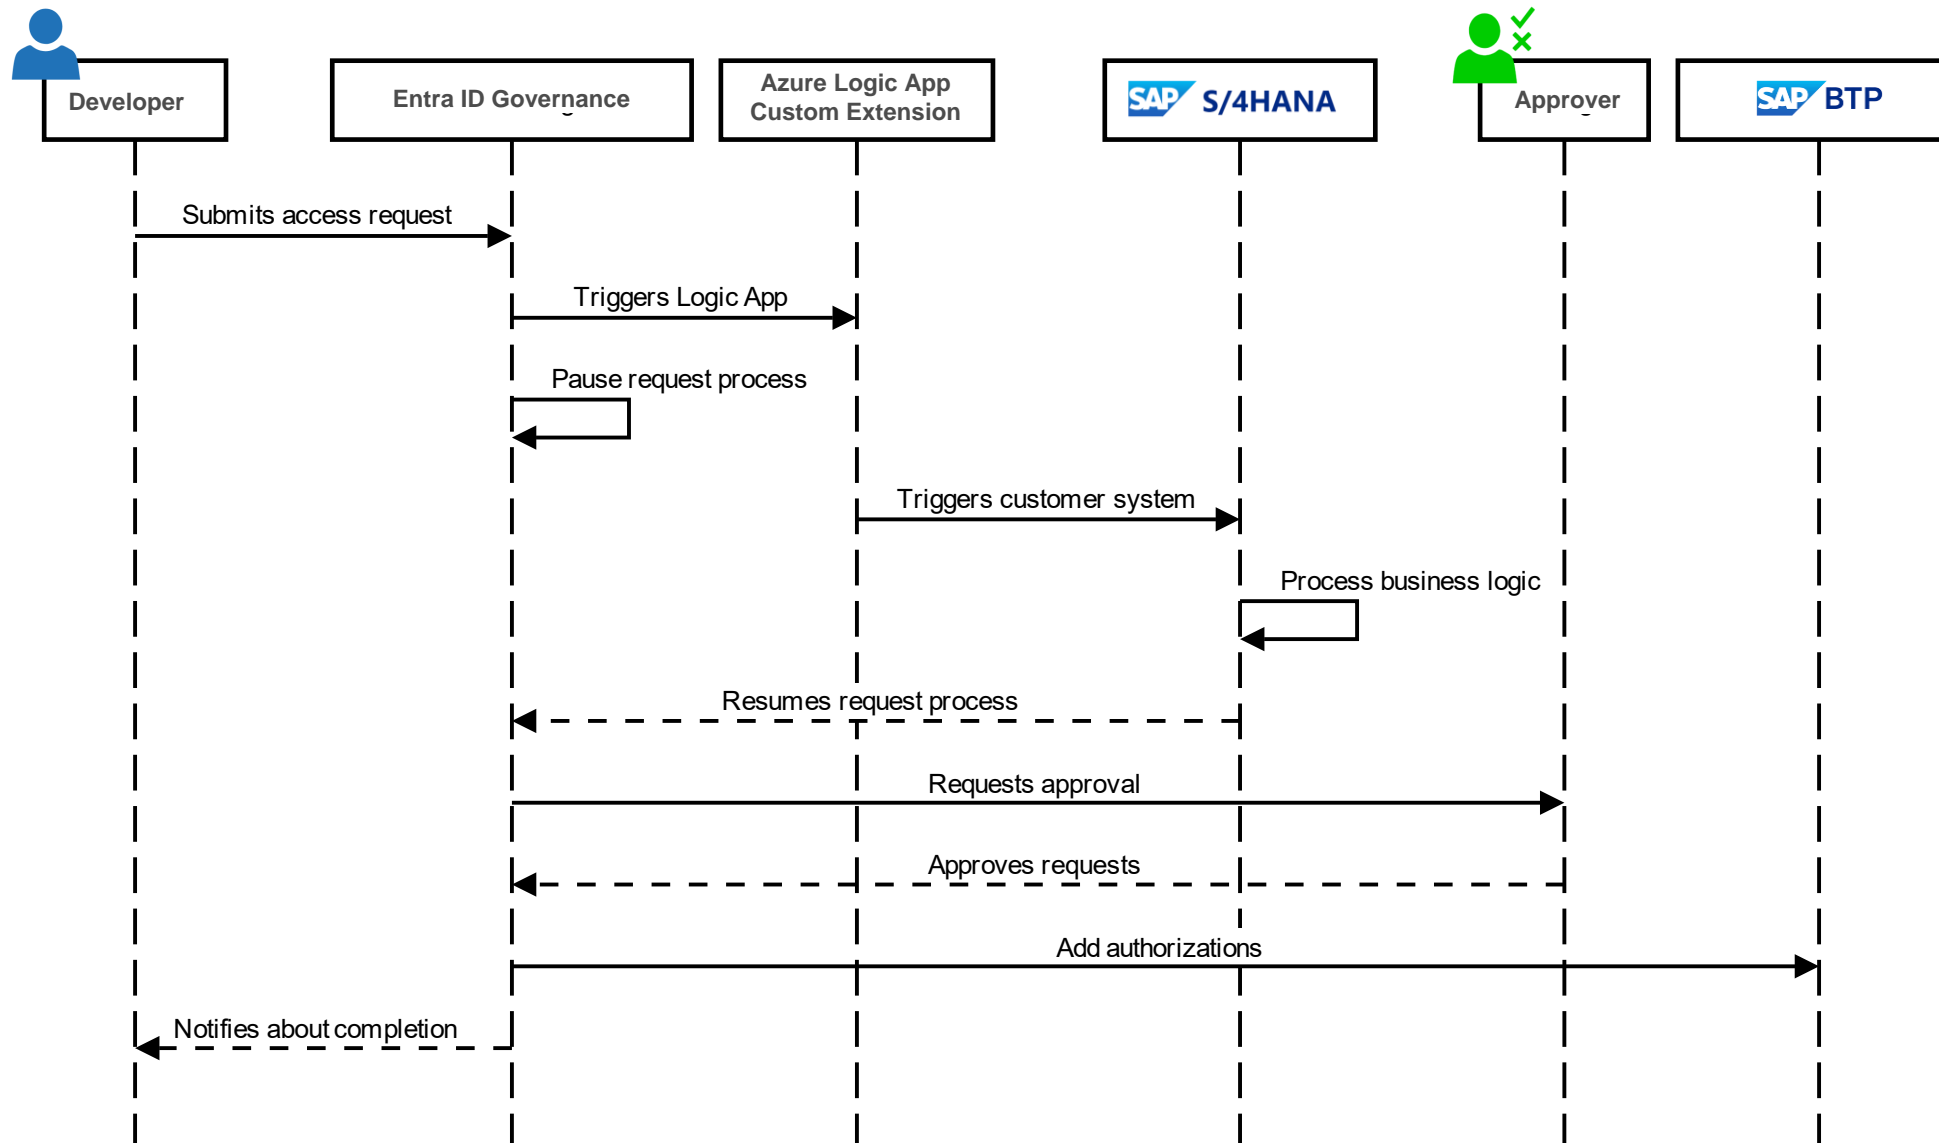 Developer
Entra ID Governance
Azure Logic App
Custom Extension
SAP S/4HANA
Approver
SAP BTP
Submits access request
Triggers Logic App
Pause request process
Triggers customer system
Process business logic
Resumes request process
Requests approval
Approves requests
Add authorizations
Notifies about completion